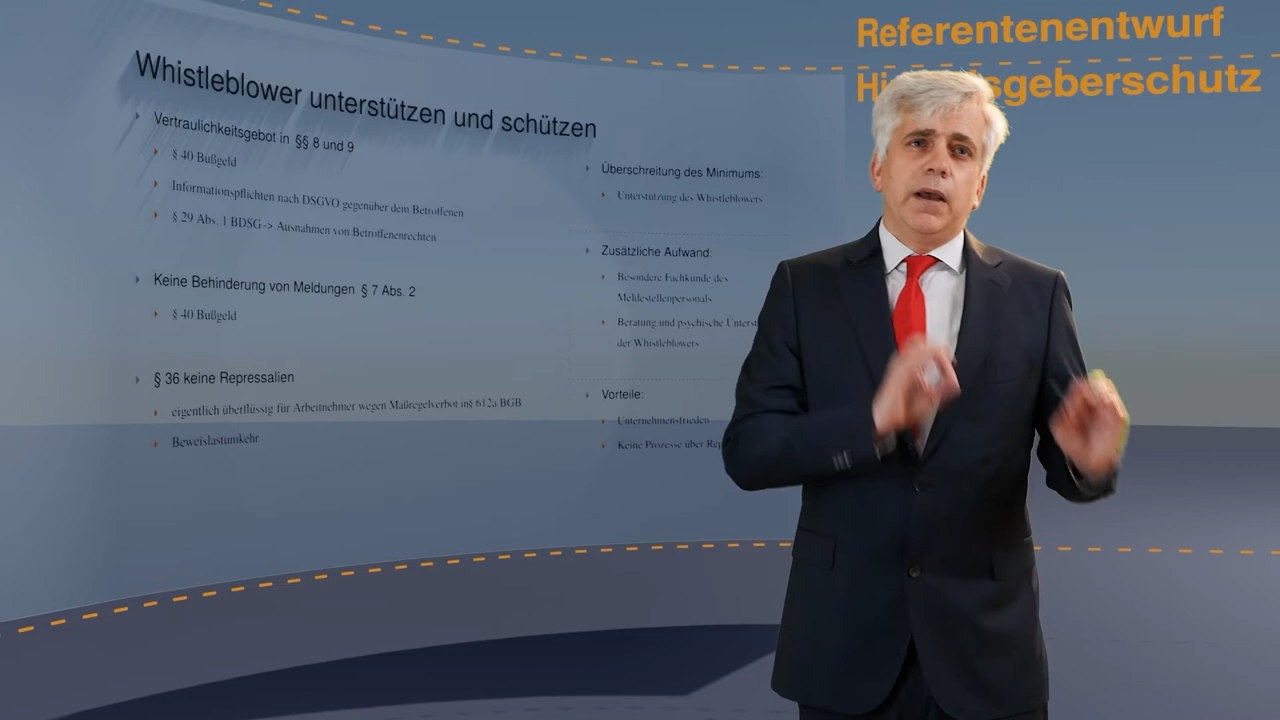 Referentenentwurf
Whistleblower unterstützen und schützen
Vertraulichkeitsgebot in §§ 8 und 9
§ 40 Bußgeld
Informationspflichten nach DSGVO gegenüber dem Betroffenen
§ 29 Abs. 1 BDSG -> Ausnahmen von Betroffenenrechten
Keine Behinderung von Meldungen § 7 Abs. 2
§ 40 Bußgeld
§ 36 keine Repressalien
eigentlich überflüssig für Arbeitnehmer wegen Maßregelverbot in§ 612a BGB
Beweislastumkehr
Überschreitung des Minimums:
Unterstützung des Whistleblowers
Zusätzliche Aufwand:
Besondere Fachkunde des
Meldestellenpersonals
Beratung und psychische
der Whistleblowers
Vorteile:
Unternehmensfrieden
Keine Prozesse über